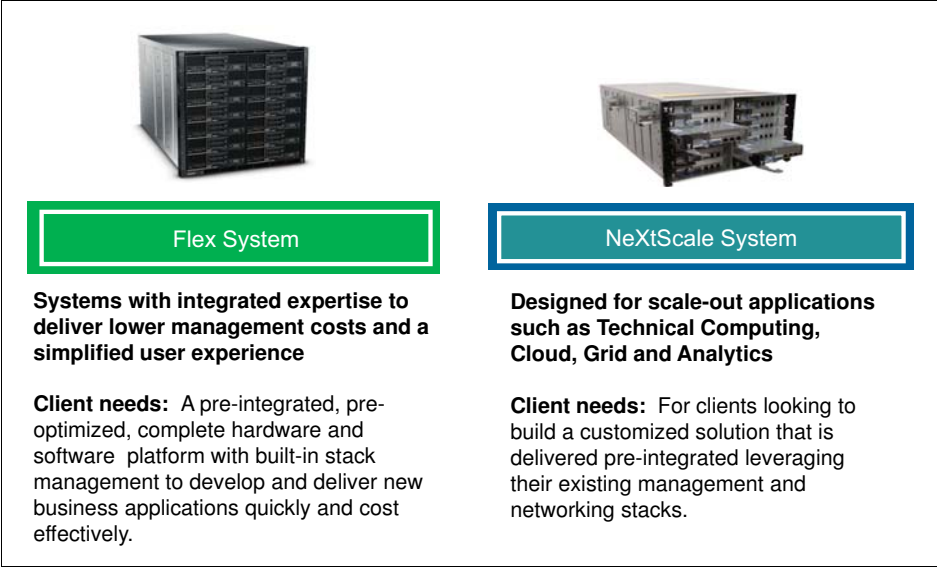 Flex System
Systems with integrated expertise to
deliver lower management costs and a
simplified user experience
Client needs:  A pre-integrated, pre-
optimized, complete hardware and
software  platform with built-in stack
management to develop and deliver new
business applications quickly and cost
effectively.
NeXtScale System
Designed for scale-out applications
such as Technical Computing,
Cloud, Grid and Analytics
Client needs:  For clients looking to
build a customized solution that is
delivered pre-integrated leveraging
their existing management and
networking stacks.